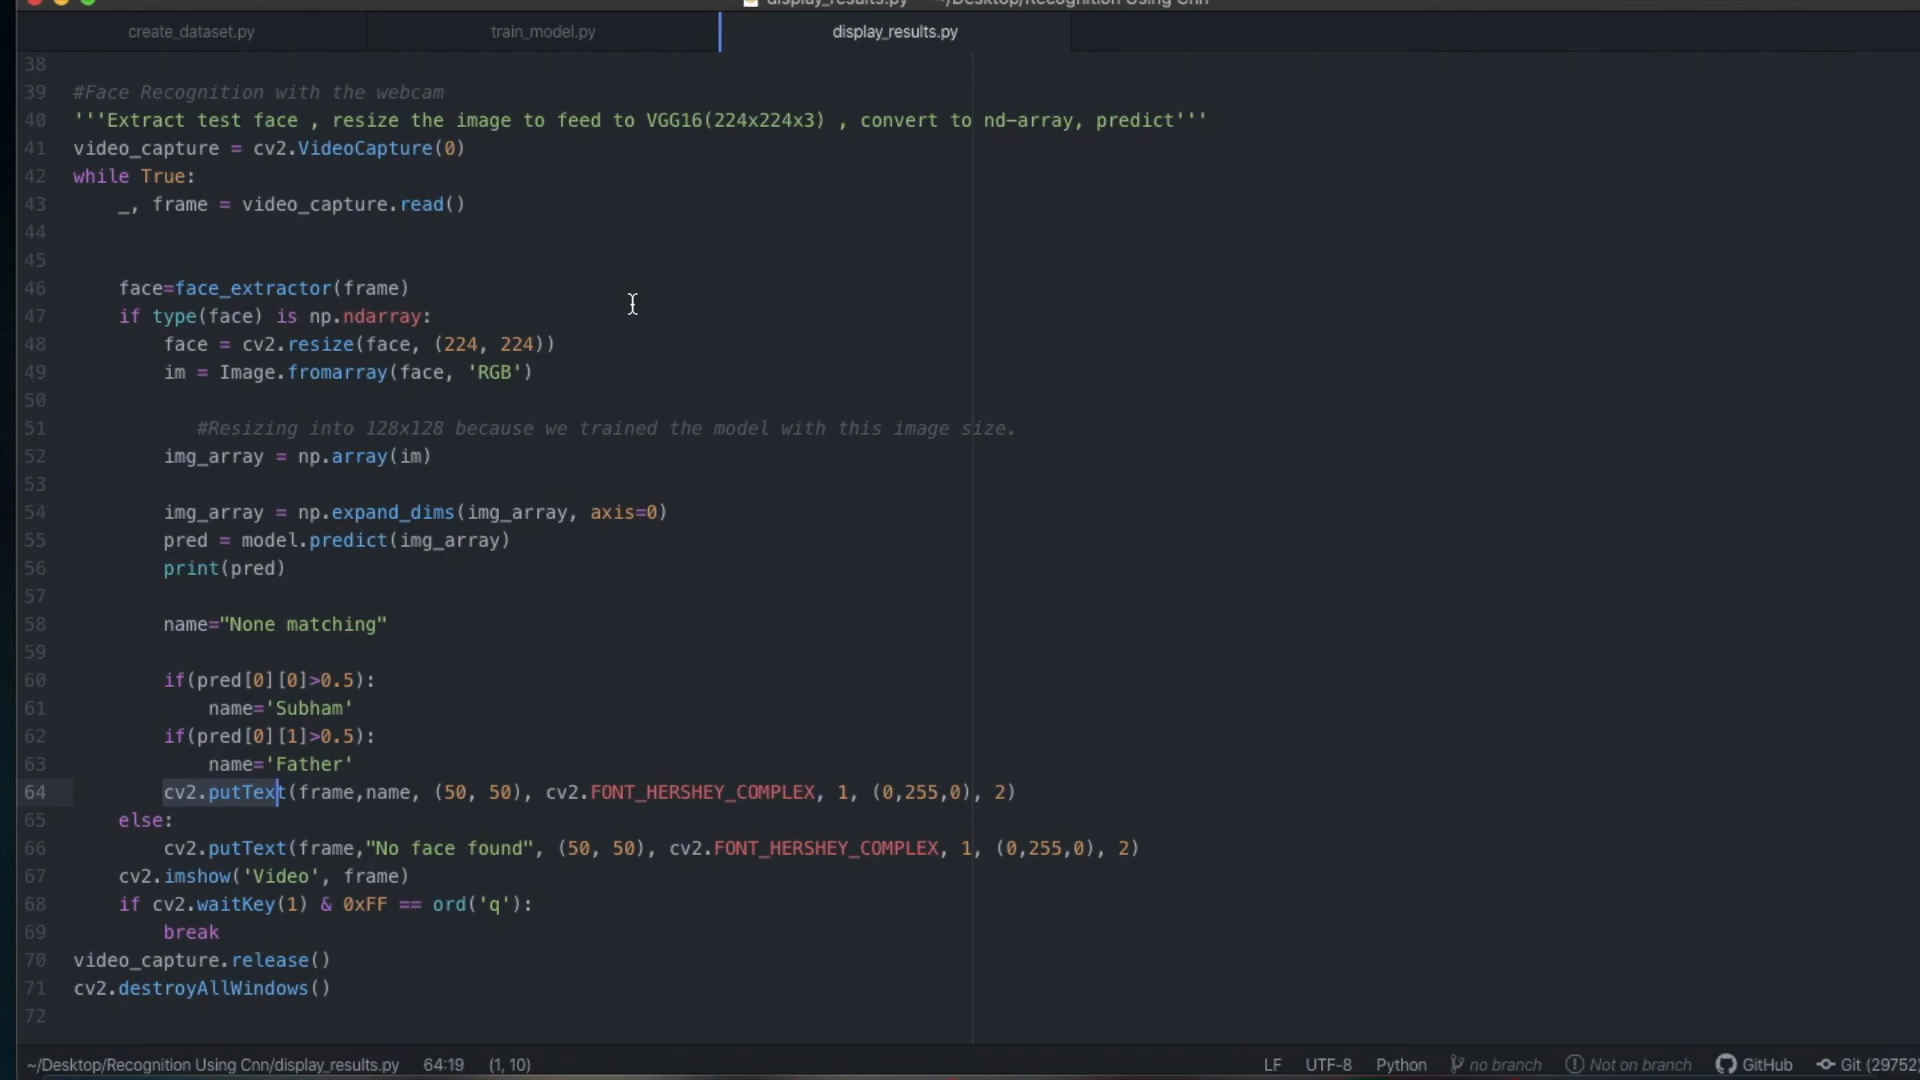 display_results.py — ~/Desktop/Recognition Using Cnn
create_dataset.py
train_model.py
display_results.py
38
39 #Face Recognition with the webcam
40 '''Extract test face , resize the image to feed to VGG16(224x224x3) , convert to nd-array, predict'''
41 video_capture = cv2.VideoCapture(0)
42 while True:
43     _, frame = video_capture.read()
44
45
46     face=face_extractor(frame)
47     if type(face) is np.ndarray:
48         face = cv2.resize(face, (224, 224))
49         im = Image.fromarray(face, 'RGB')
50
51            #Resizing into 128x128 because we trained the model with this image size.
52         img_array = np.array(im)
53
54         img_array = np.expand_dims(img_array, axis=0)
55         pred = model.predict(img_array)
56         print(pred)
57
58         name="None matching"
59
60         if(pred[0][0]>0.5):
61             name='Subham'
62         if(pred[0][1]>0.5):
63             name='Father'
64         cv2.putText(frame,name, (50, 50), cv2.FONT_HERSHEY_COMPLEX, 1, (0,255,0), 2)
65     else:
66         cv2.putText(frame,"No face found", (50, 50), cv2.FONT_HERSHEY_COMPLEX, 1, (0,255,0), 2)
67     cv2.imshow('Video', frame)
68     if cv2.waitKey(1) & 0xFF == ord('q'):
69         break
70 video_capture.release()
71 cv2.destroyAllWindows()
72
~/Desktop/Recognition Using Cnn/display_results.py 64:19 (1, 10) LF UTF-8 Python no branch Not on branch GitHub Git (29752)